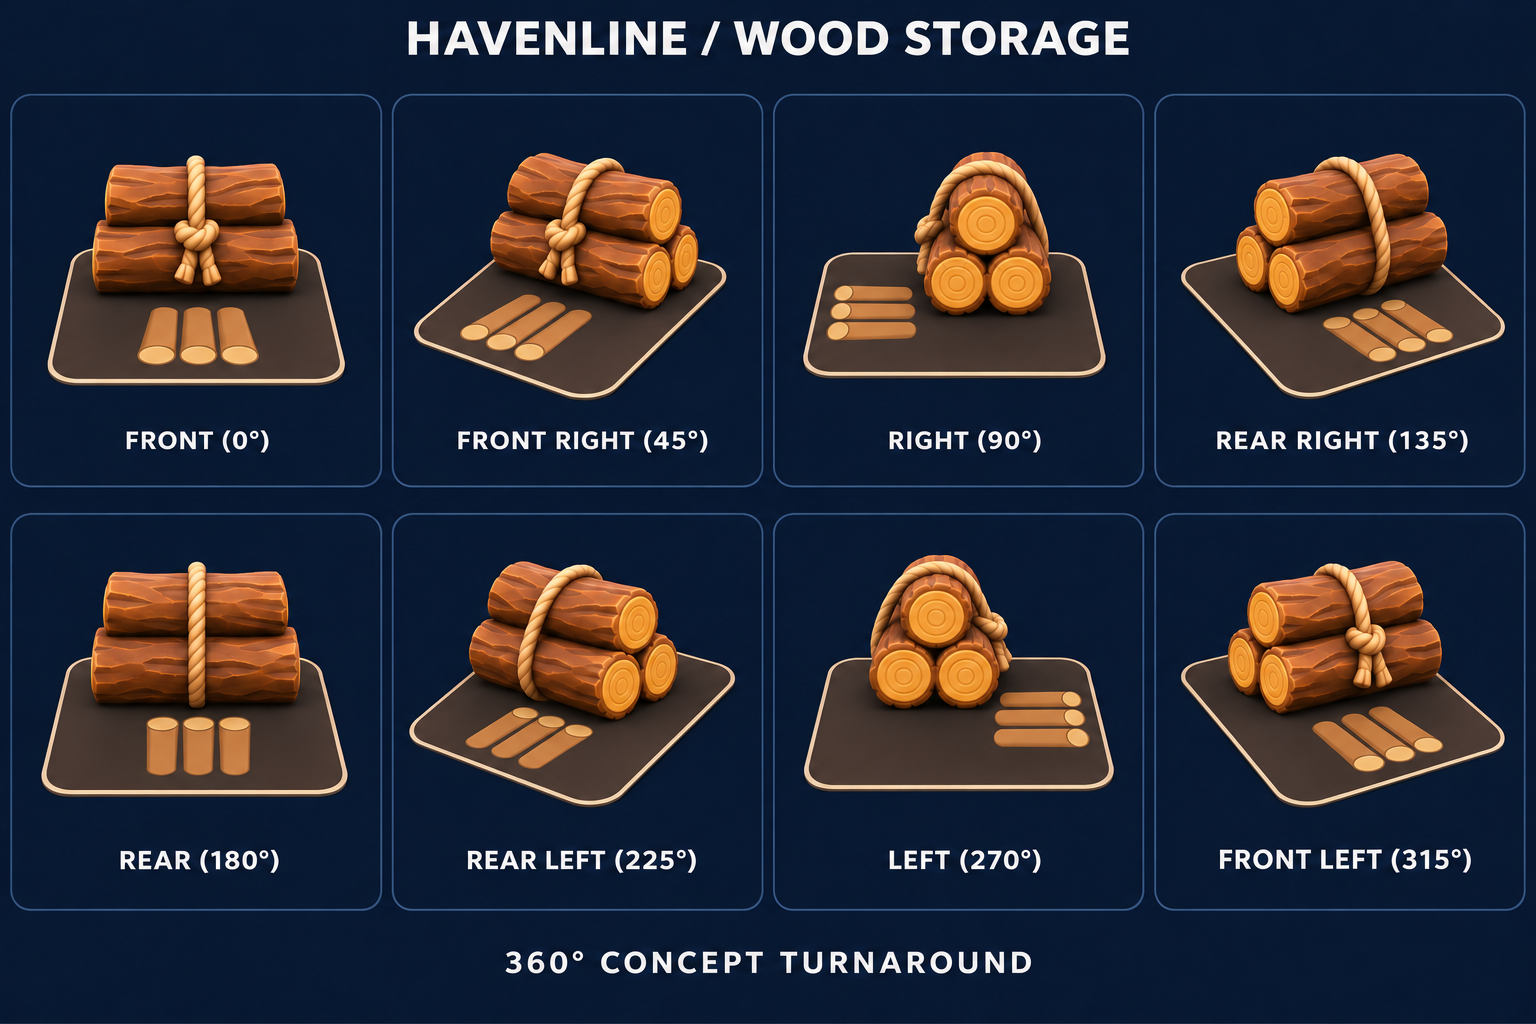 HAVENLINE / WOOD STORAGE
FRONT (0°)
FRONT RIGHT (45°)
RIGHT (90°)
REAR RIGHT (135°)
REAR (180°)
REAR LEFT (225°)
LEFT (270°)
FRONT LEFT (315°)
360° CONCEPT TURNAROUND